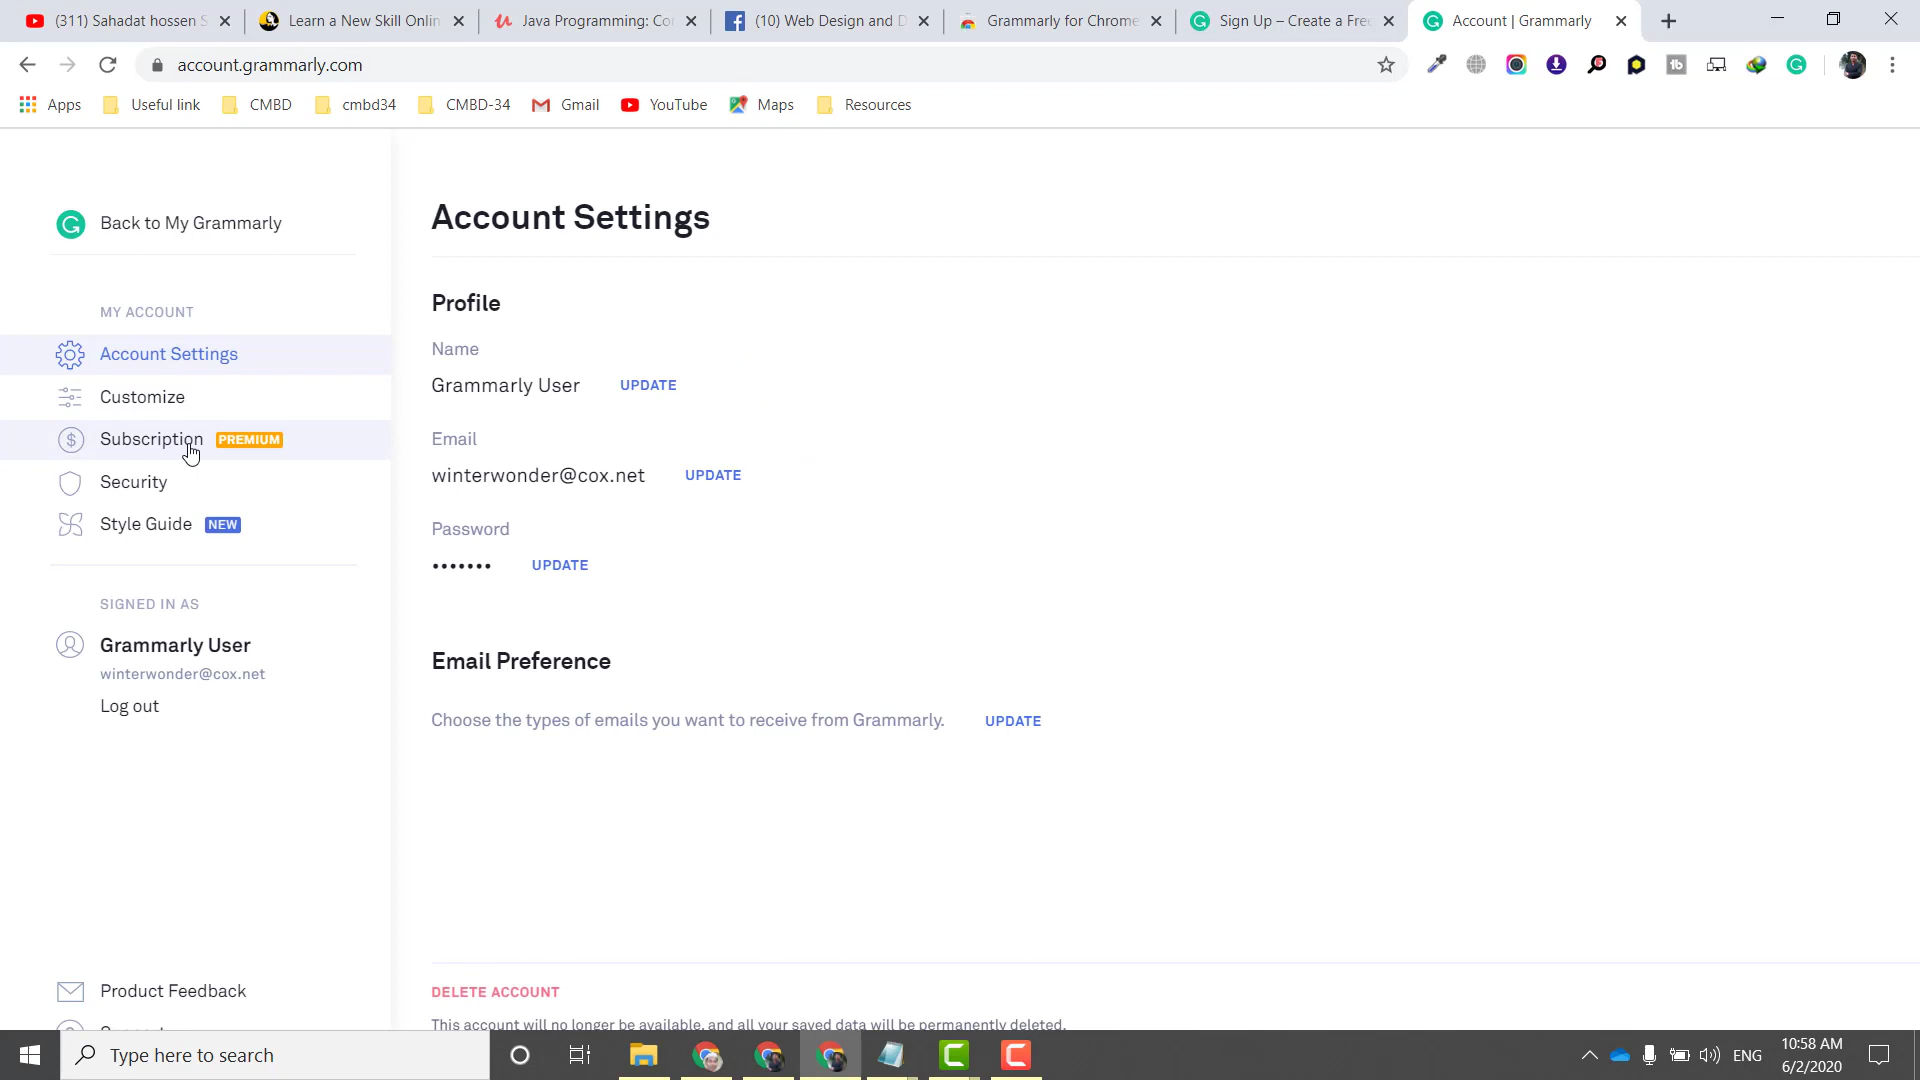 (311) Sahadat hossen S
Learn a New Skill Onlin
Java Programming: Co
(10) Web Design and D
Grammarly for Chrome
Sign Up – Create a Free
Account | Grammarly
account.grammarly.com
Apps
Useful link
CMBD
cmbd34
CMBD-34
Gmail
YouTube
Maps
Resources
Back to My Grammarly
MY ACCOUNT
Account Settings
Customize
Subscription PREMIUM
Security
Style Guide NEW
SIGNED IN AS
Grammarly User
winterwonder@cox.net
Log out
Product Feedback
Account Settings
Profile
Name
Grammarly User UPDATE
Email
winterwonder@cox.net UPDATE
Password
••••••• UPDATE
Email Preference
Choose the types of emails you want to receive from Grammarly. UPDATE
DELETE ACCOUNT
This account will no longer be available, and all your saved data will be permanently deleted.
Type here to search
ENG
10:58 AM
6/2/2020